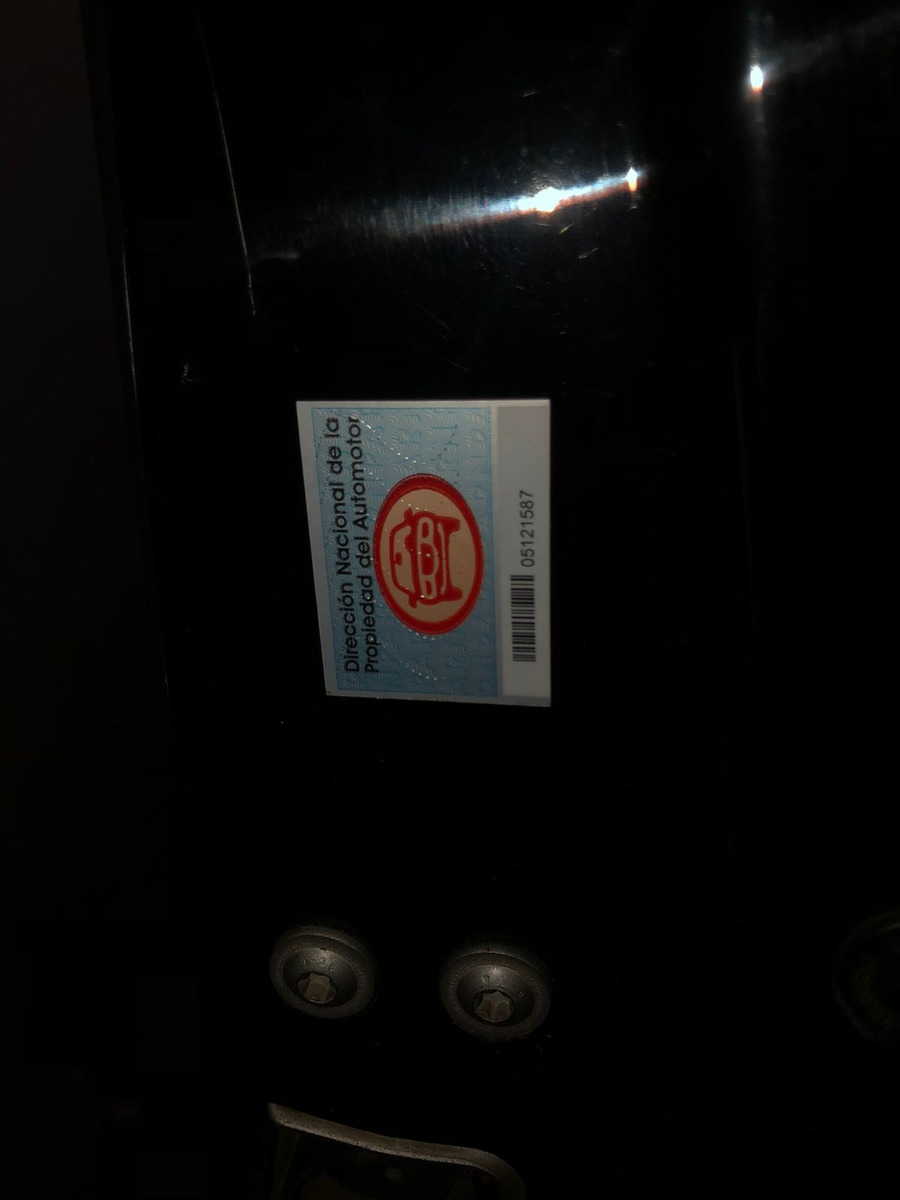 Dirección Nacional de la
Propiedad del Automotor
05121587